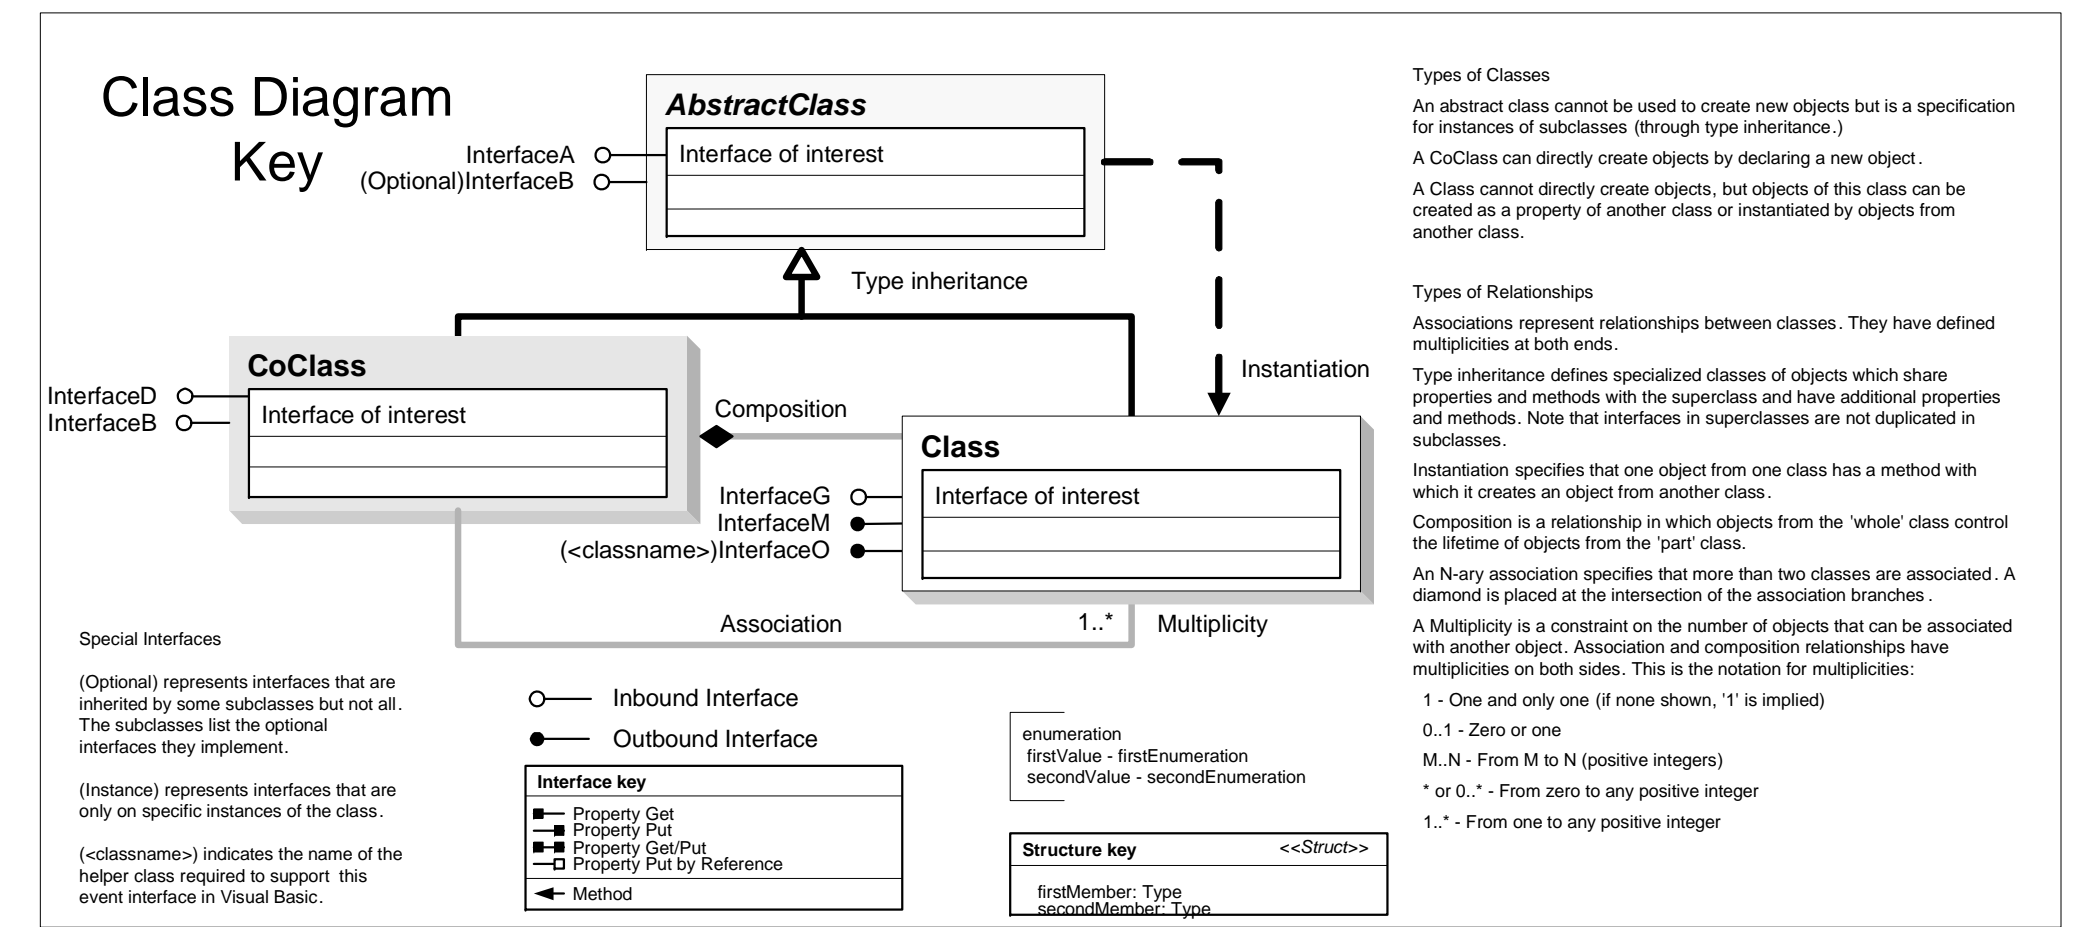 Class Diagram
Key
AbstractClass
Interface of interest
InterfaceA
(Optional)InterfaceB
Type inheritance
Instantiation
CoClass
Interface of interest
InterfaceD
InterfaceB
Composition
Class
Interface of interest
InterfaceG
InterfaceM
(<classname>)InterfaceO
Association
1..*
Multiplicity
Special Interfaces
(Optional) represents interfaces that are
inherited by some subclasses but not all.
The subclasses list the optional
interfaces they implement.
(Instance) represents interfaces that are
only on specific instances of the class.
(<classname>) indicates the name of the
helper class required to support this
event interface in Visual Basic.
Inbound Interface
Outbound Interface
Interface key
Property Get
Property Put
Property Get/Put
Property Put by Reference
Method
enumeration
firstValue - firstEnumeration
secondValue - secondEnumeration
Structure key
<<Struct>>
firstMember: Type
secondMember: Type
Types of Classes
An abstract class cannot be used to create new objects but is a specification
for instances of subclasses (through type inheritance.)
A CoClass can directly create objects by declaring a new object.
A Class cannot directly create objects, but objects of this class can be
created as a property of another class or instantiated by objects from
another class.
Types of Relationships
Associations represent relationships between classes. They have defined
multiplicities at both ends.
Type inheritance defines specialized classes of objects which share
properties and methods with the superclass and have additional properties
and methods. Note that interfaces in superclasses are not duplicated in
subclasses.
Instantiation specifies that one object from one class has a method with
which it creates an object from another class.
Composition is a relationship in which objects from the 'whole' class control
the lifetime of objects from the 'part' class.
An N-ary association specifies that more than two classes are associated. A
diamond is placed at the intersection of the association branches.
A Multiplicity is a constraint on the number of objects that can be associated
with another object. Association and composition relationships have
multiplicities on both sides. This is the notation for multiplicities:
1 - One and only one (if none shown, '1' is implied)
0..1 - Zero or one
M..N - From M to N (positive integers)
* or 0..* - From zero to any positive integer
1..* - From one to any positive integer